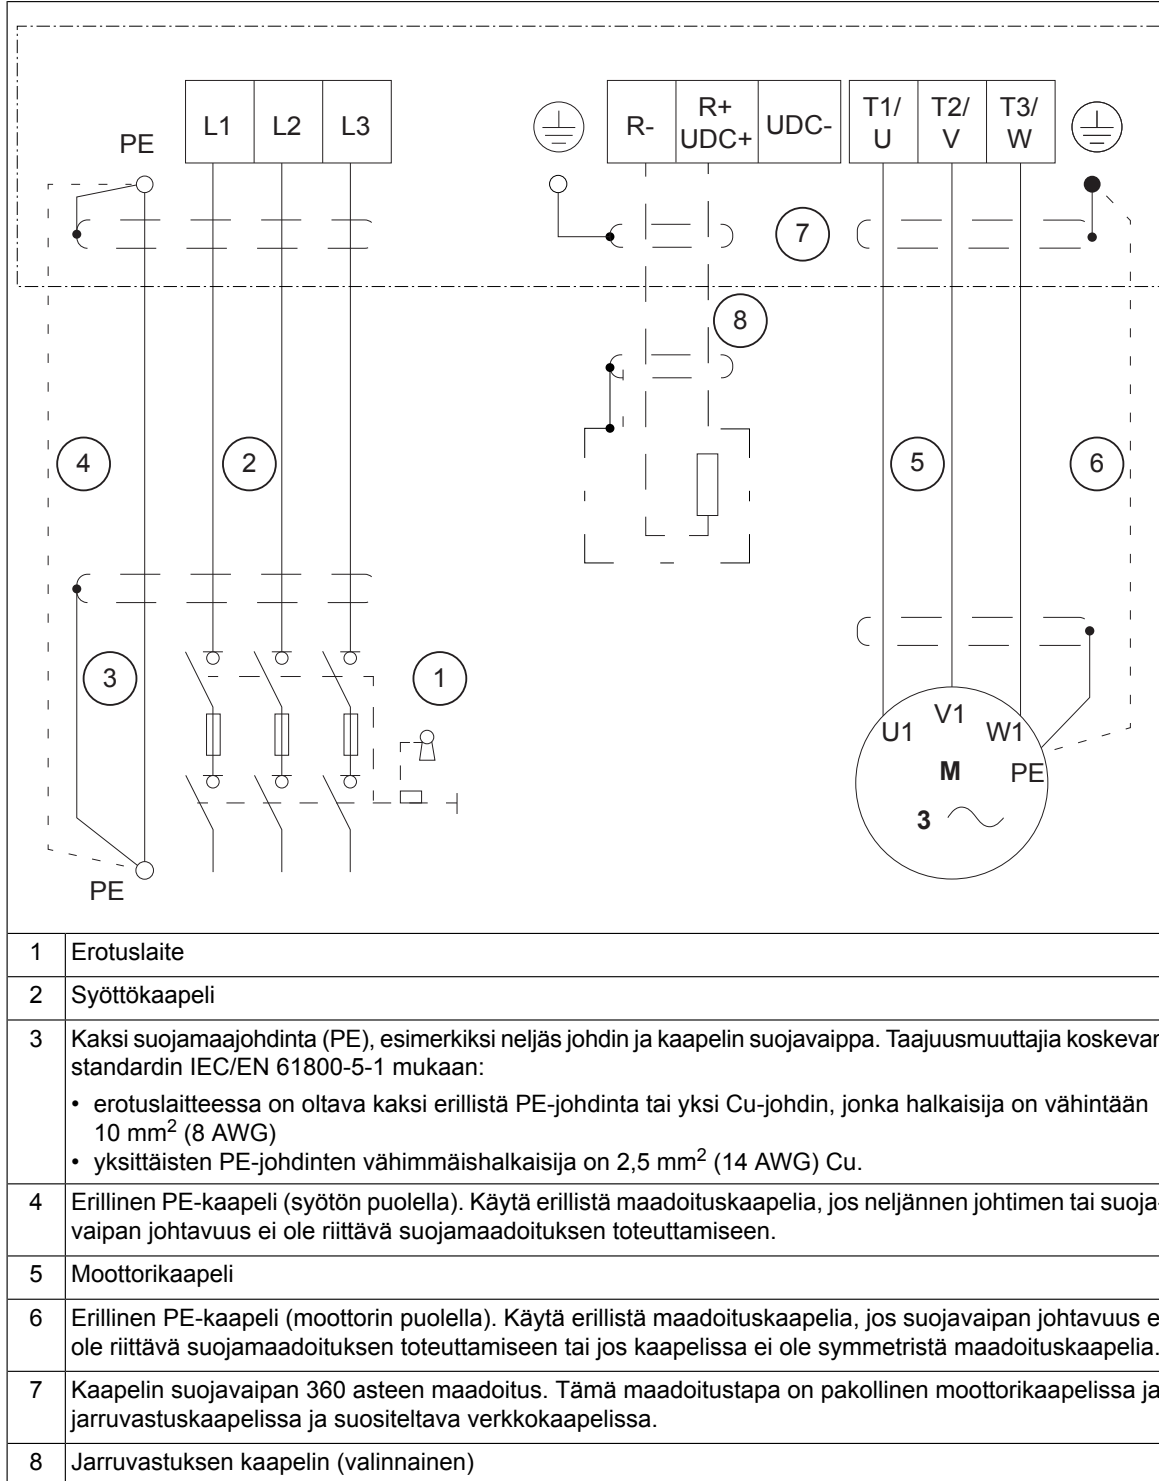 PE
L1 L2 L3
R- R+ UDC+ UDC-
T1/ U T2/ V T3/ W
7
8
4 2 5 6
3 1
U1 V1 W1
M PE
3
PE
1 Erotuslaite
2 Syöttökaapeli
3 Kaksi suojamaajohdinta (PE), esimerkiksi neljäs johdin ja kaapelin suojavaippa. Taajuusmuuttajia koskevan
standardin IEC/EN 61800-5-1 mukaan:
• erotuslaitteessa on oltava kaksi erillistä PE-johdinta tai yksi Cu-johdin, jonka halkaisija on vähintään
10 mm² (8 AWG)
• yksittäisten PE-johdinten vähimmäishalkaisija on 2,5 mm² (14 AWG) Cu.
4 Erillinen PE-kaapeli (syötön puolella). Käytä erillistä maadoituskaapelia, jos neljännen johtimen tai suoja-
vaipan johtavuus ei ole riittävä suojamaadoituksen toteuttamiseen.
5 Moottorikaapeli
6 Erillinen PE-kaapeli (moottorin puolella). Käytä erillistä maadoituskaapelia, jos suojavaipan johtavuus e
ole riittävä suojamaadoituksen toteuttamiseen tai jos kaapelissa ei ole symmetristä maadoituskaapelia.
7 Kaapelin suojavaipan 360 asteen maadoitus. Tämä maadoitustapa on pakollinen moottorikaapelissa ja
jarruvastuskaapelissa ja suositeltava verkkokaapelissa.
8 Jarruvastuksen kaapelin (valinnainen)